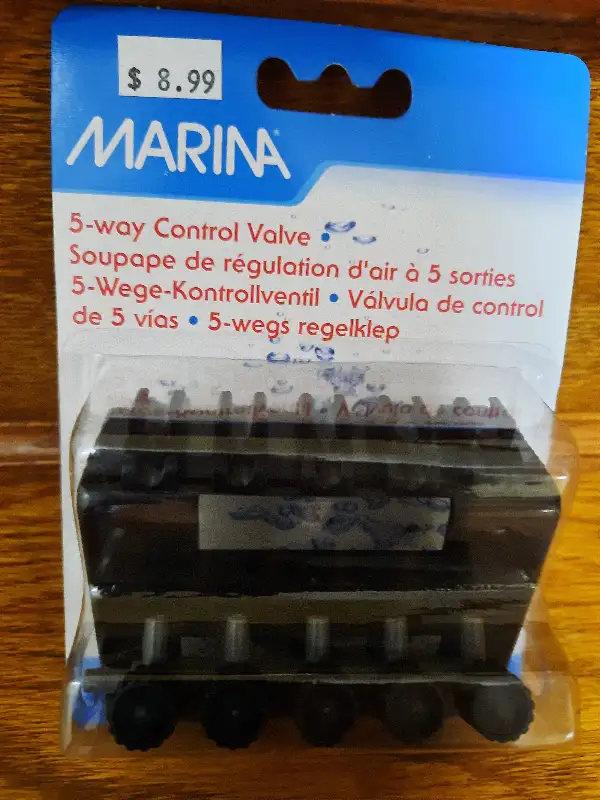 $ 8.99
MARINA
5-way Control Valve •
Soupape de régulation d'air à 5 sorties
5-Wege-Kontrollventil • Válvula de control
de 5 vías • 5-wegs regelklep